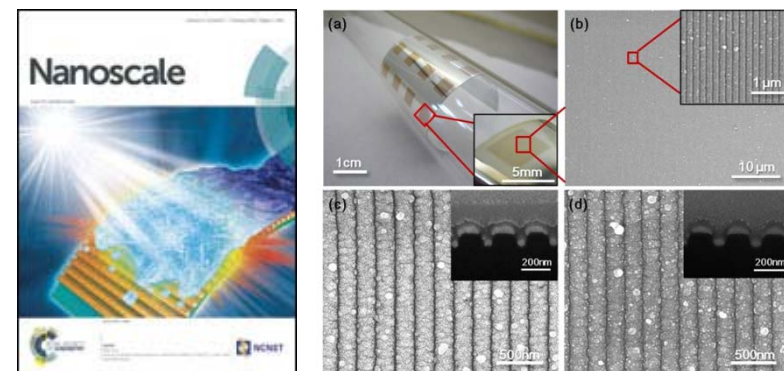 Nanoscale
NCNST
(a)
1cm
5mm
(b)
1 μm
10 μm
(c)
200nm
500nm
(d)
200nm
500nm